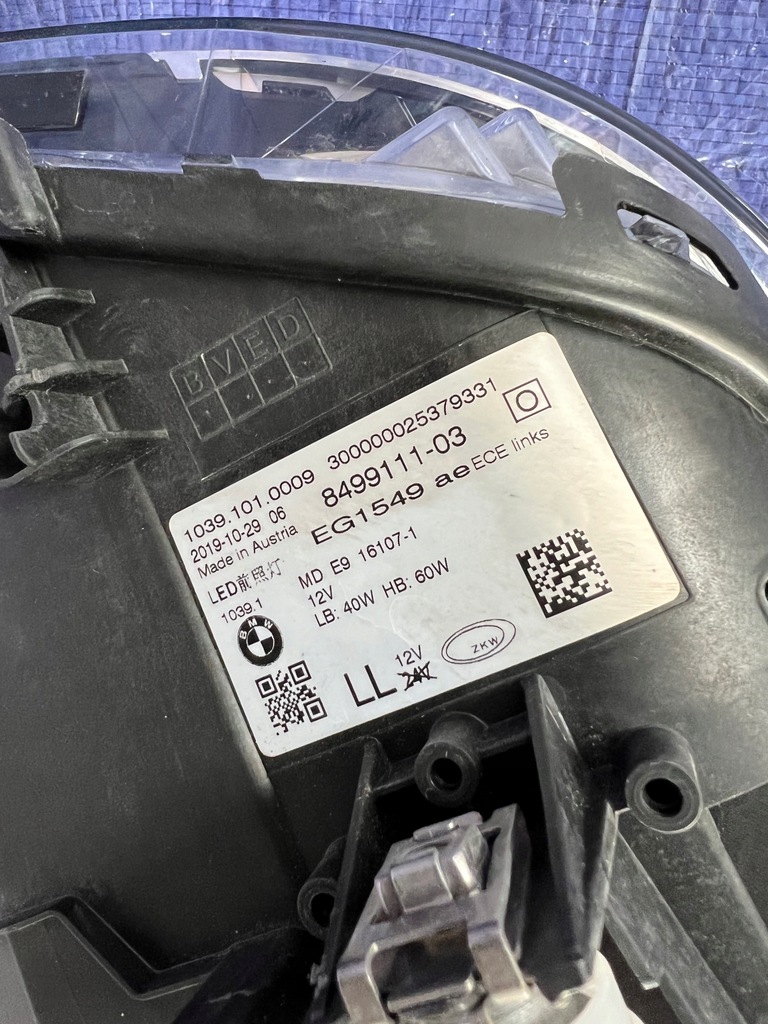 BVED
1039.101.0009 300000025379331
2019-10-29 06 8499111-03
Made in Austria EG1549 ae ECE links
LED前照灯 MD E9 16107-1
12V
1039.1 LB: 40W HB: 60W
BMW
LL 12V ZKW
24V